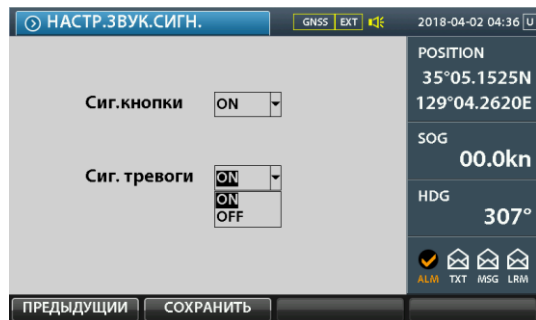 НАСТР.ЗВУК.СИГН.
GNSS EXT
2018-04-02 04:36 U
Сиг.кнопки ON
Сиг. тревоги ON
ON
OFF
POSITION
35°05.1525N
129°04.2620E
SOG
00.0kn
HDG
307°
ALM TXT MSG LRM
ПРЕДЫДУЩИИ СОХРАНИТЬ